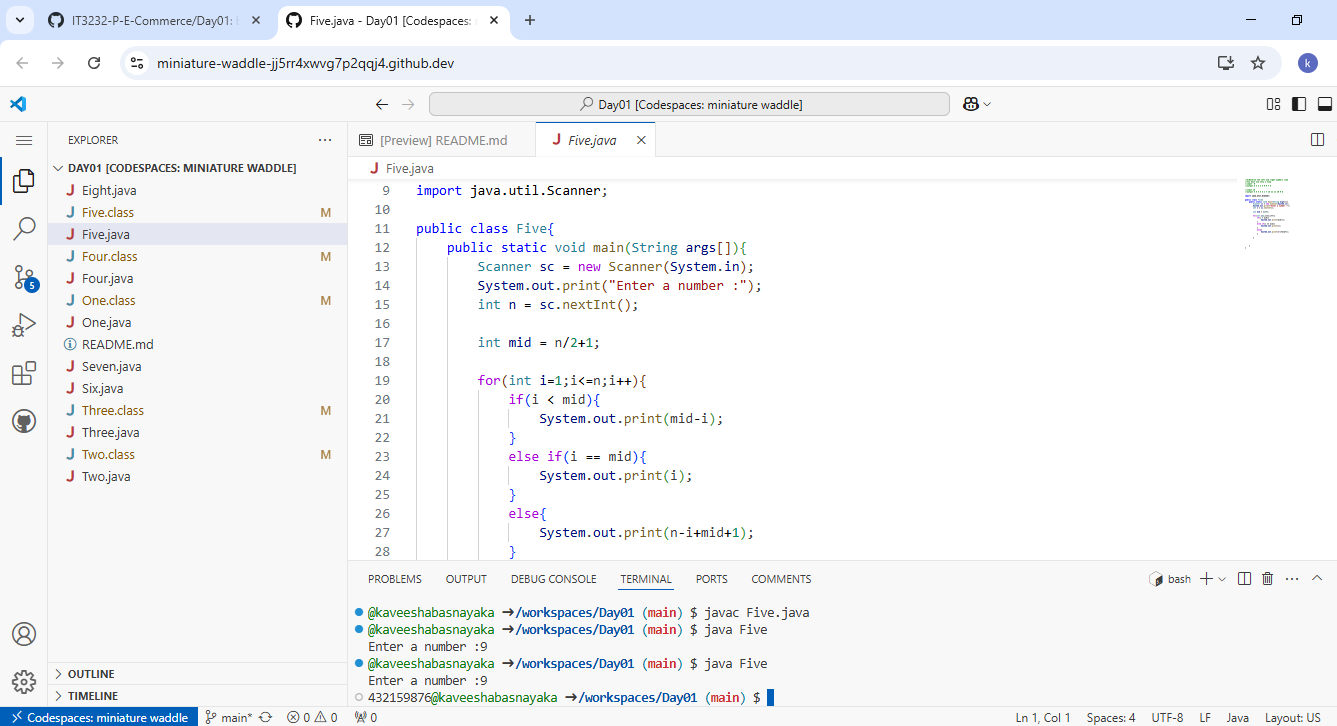 IT3232-P-E-Commerce/Day01:
Five.java - Day01 [Codespaces:
miniature-waddle-jj5rr4xwvg7p2qqj4.github.dev
k
Day01 [Codespaces: miniature waddle]
EXPLORER
DAY01 [CODESPACES: MINIATURE WADDLE]
Eight.java
Five.class M
Five.java
Four.class M
Four.java
One.class M
One.java
README.md
Seven.java
Six.java
Three.class M
Three.java
Two.class M
Two.java
OUTLINE
TIMELINE
5
[Preview] README.md
Five.java
Five.java
9 import java.util.Scanner;
10
11 public class Five{
12 public static void main(String args[]){
13 Scanner sc = new Scanner(System.in);
14 System.out.print("Enter a number :");
15 int n = sc.nextInt();
16
17 int mid = n/2+1;
18
19 for(int i=1;i<=n;i++){
20 if(i < mid){
21 System.out.print(mid-i);
22 }
23 else if(i == mid){
24 System.out.print(i);
25 }
26 else{
27 System.out.print(n-i+mid+1);
28 }
PROBLEMS OUTPUT DEBUG CONSOLE TERMINAL PORTS COMMENTS
bash
@kaveeshabasnayaka ➜/workspaces/Day01 (main) $ javac Five.java
@kaveeshabasnayaka ➜/workspaces/Day01 (main) $ java Five
Enter a number :9
@kaveeshabasnayaka ➜/workspaces/Day01 (main) $ java Five
Enter a number :9
432159876@kaveeshabasnayaka ➜/workspaces/Day01 (main) $
Codespaces: miniature waddle main* 0 0 0
Ln 1, Col 1 Spaces: 4 UTF-8 LF Java Layout: US